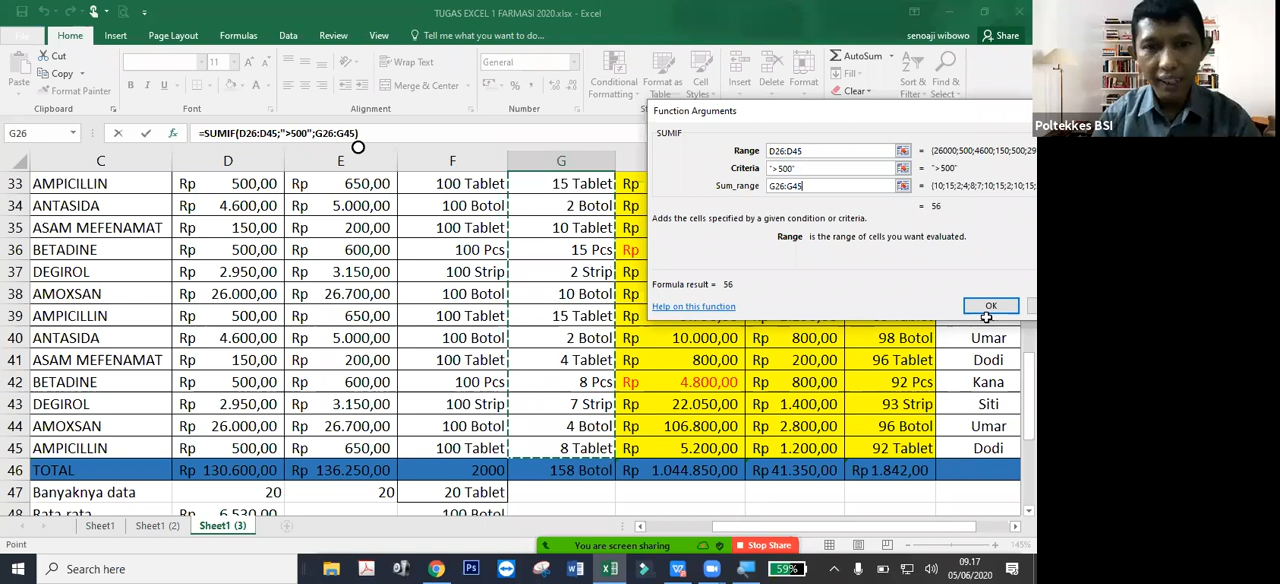 TUGAS EXCEL 1 FARMASI 2020.xlsx - Excel
File Home Insert Page Layout Formulas Data Review View Tell me what you want to do... senoaji wibowo Share
Cut
Copy
Format Painter
Paste
Clipboard
11
Font
Wrap Text
Merge & Center
Alignment
General
Number
Conditional Formatting
Format as Table
Cell Styles
Insert Delete Format
AutoSum
Fill
Clear
Sort & Filter
Find & Select
Poltekkes BSI
G26 =SUMIF(D26:D45;">500";G26:G45)
Function Arguments
SUMIF
Range D26:D45 = {26000;500;4600;150;500;29
Criteria ">500" = ">500"
Sum_range G26:G45 = {10;15;2;4;8;7;10;15;2;10;15;
= 56
Adds the cells specified by a given condition or criteria.
Range is the range of cells you want evaluated.
Formula result = 56
Help on this function
OK
C D E F G
33 AMPICILLIN Rp 500,00 Rp 650,00 100 Tablet 15 Tablet Rp
34 ANTASIDA Rp 4.600,00 Rp 5.000,00 100 Botol 2 Botol Rp
35 ASAM MEFENAMAT Rp 150,00 Rp 200,00 100 Tablet 10 Tablet Rp
36 BETADINE Rp 500,00 Rp 600,00 100 Pcs 15 Pcs Rp
37 DEGIROL Rp 2.950,00 Rp 3.150,00 100 Strip 2 Strip Rp
38 AMOXSAN Rp 26.000,00 Rp 26.700,00 100 Botol 10 Botol Rp
39 AMPICILLIN Rp 500,00 Rp 650,00 100 Tablet 15 Tablet Rp
40 ANTASIDA Rp 4.600,00 Rp 5.000,00 100 Botol 2 Botol Rp 10.000,00 Rp 800,00 98 Botol Umar
41 ASAM MEFENAMAT Rp 150,00 Rp 200,00 100 Tablet 4 Tablet Rp 800,00 Rp 200,00 96 Tablet Dodi
42 BETADINE Rp 500,00 Rp 600,00 100 Pcs 8 Pcs Rp 4.800,00 Rp 800,00 92 Pcs Kana
43 DEGIROL Rp 2.950,00 Rp 3.150,00 100 Strip 7 Strip Rp 22.050,00 Rp 1.400,00 93 Strip Siti
44 AMOXSAN Rp 26.000,00 Rp 26.700,00 100 Botol 4 Botol Rp 106.800,00 Rp 2.800,00 96 Botol Umar
45 AMPICILLIN Rp 500,00 Rp 650,00 100 Tablet 8 Tablet Rp 5.200,00 Rp 1.200,00 92 Tablet Dodi
46 TOTAL Rp 130.600,00 Rp 136.250,00 2000 158 Botol Rp 1.044.850,00 Rp 41.350,00 Rp 1.842,00
47 Banyaknya data 20 20 20 Tablet
48
Sheet1 Sheet1 (2) Sheet1 (3)
Point You are screen sharing Stop Share 145%
Search here 59% 09.17
05/06/2020